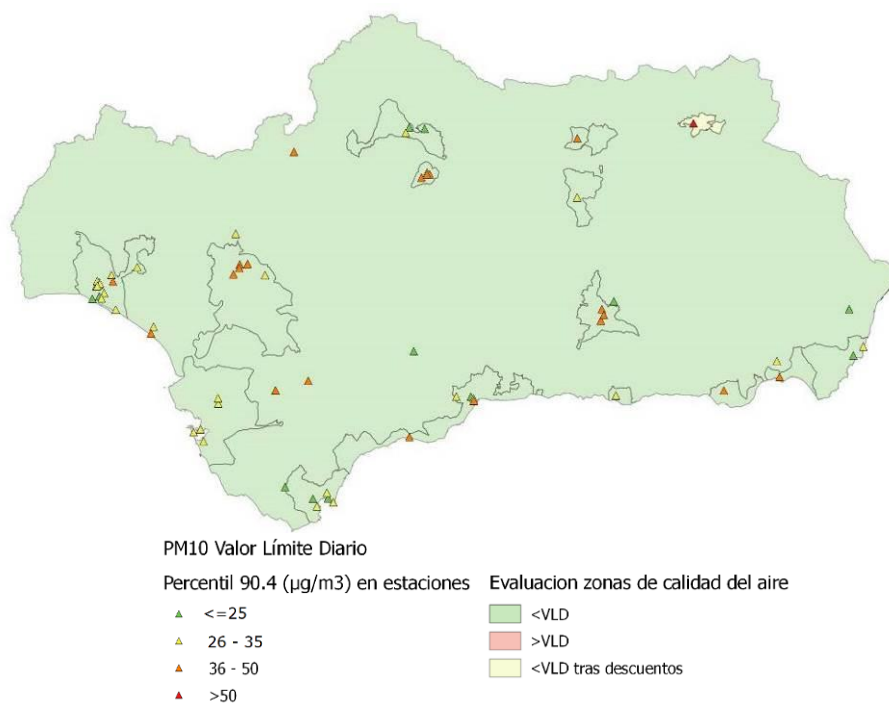 PM10 Valor Límite Diario
Percentil 90.4 (µg/m3) en estaciones
<=25
26 - 35
36 - 50
>50
Evaluacion zonas de calidad del aire
<VLD
>VLD
<VLD tras descuentos